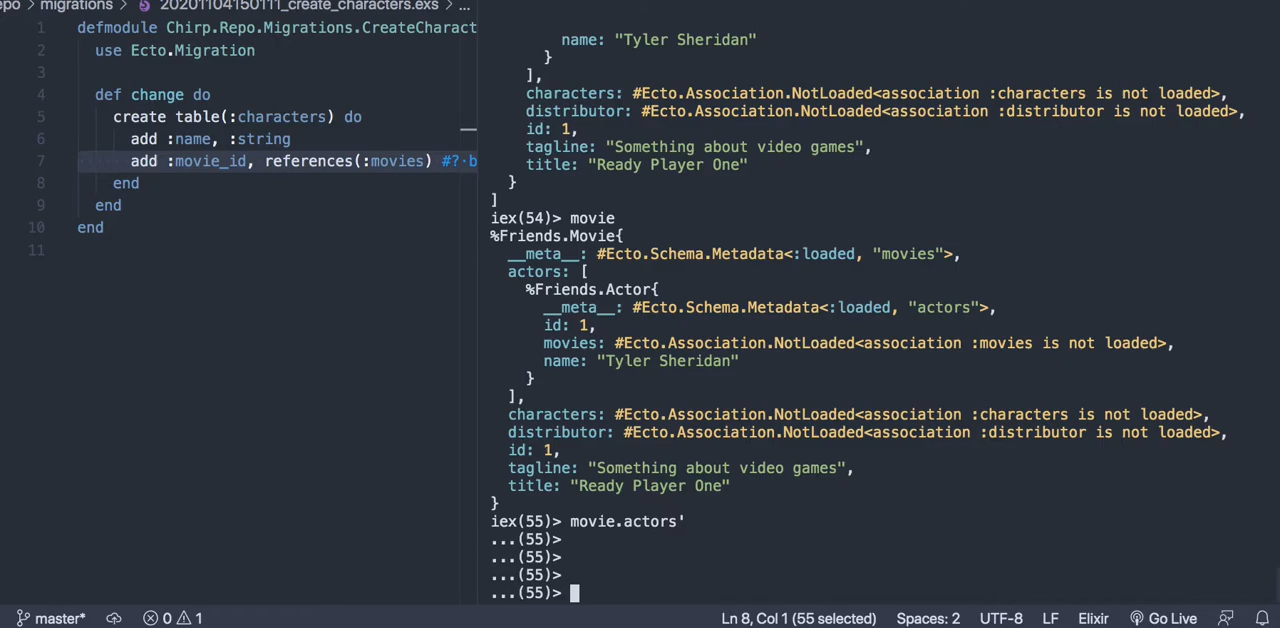 epo > migrations > 20201104150111_create_characters.exs > ...
1 defmodule Chirp.Repo.Migrations.CreateCharact
2 use Ecto.Migration
3
4 def change do
5 create table(:characters) do
6 add :name, :string
7 add :movie_id, references(:movies) #?·b
8 end
9 end
10 end
11
name: "Tyler Sheridan"
}
],
characters: #Ecto.Association.NotLoaded<association :characters is not loaded>,
distributor: #Ecto.Association.NotLoaded<association :distributor is not loaded>,
id: 1,
tagline: "Something about video games",
title: "Ready Player One"
}
]
iex(54)> movie
%Friends.Movie{
__meta__: #Ecto.Schema.Metadata<:loaded, "movies">,
actors: [
%Friends.Actor{
__meta__: #Ecto.Schema.Metadata<:loaded, "actors">,
id: 1,
movies: #Ecto.Association.NotLoaded<association :movies is not loaded>,
name: "Tyler Sheridan"
}
],
characters: #Ecto.Association.NotLoaded<association :characters is not loaded>,
distributor: #Ecto.Association.NotLoaded<association :distributor is not loaded>,
id: 1,
tagline: "Something about video games",
title: "Ready Player One"
}
iex(55)> movie.actors'
...(55)>
...(55)>
...(55)>
...(55)>
master* 0 1 Ln 8, Col 1 (55 selected) Spaces: 2 UTF-8 LF Elixir Go Live